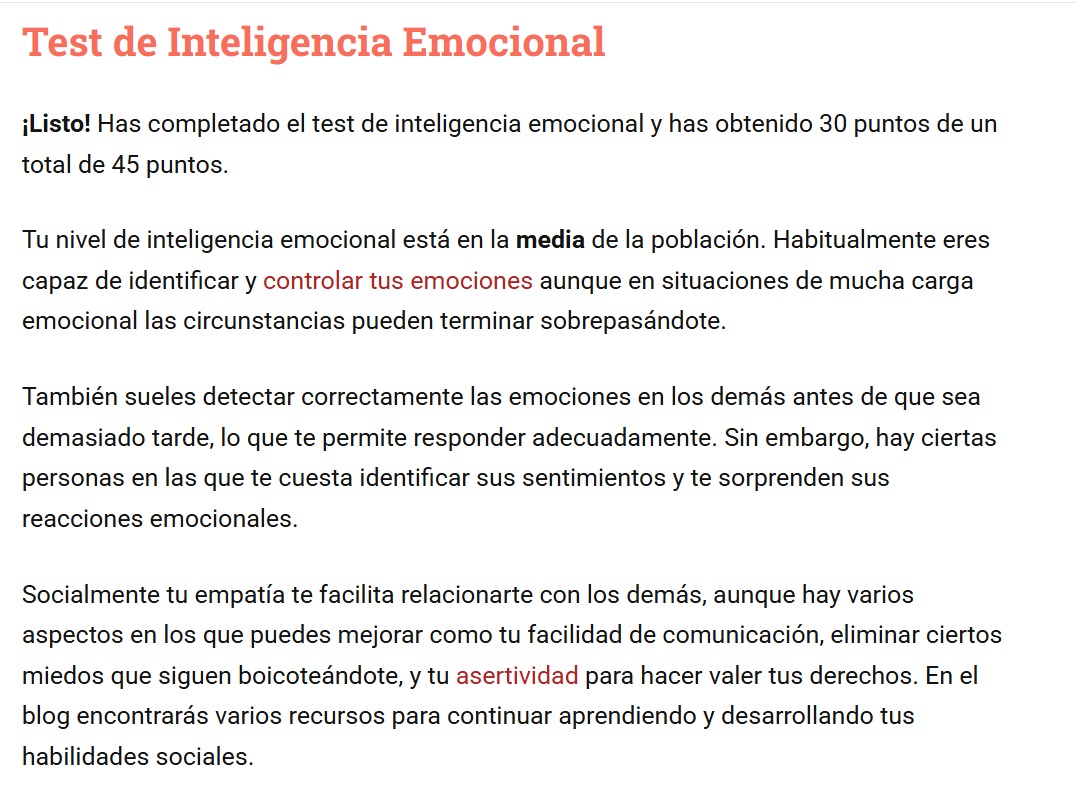 Test de Inteligencia Emocional
¡Listo! Has completado el test de inteligencia emocional y has obtenido 30 puntos de un
total de 45 puntos.
Tu nivel de inteligencia emocional está en la media de la población. Habitualmente eres
capaz de identificar y controlar tus emociones aunque en situaciones de mucha carga
emocional las circunstancias pueden terminar sobrepasándote.
También sueles detectar correctamente las emociones en los demás antes de que sea
demasiado tarde, lo que te permite responder adecuadamente. Sin embargo, hay ciertas
personas en las que te cuesta identificar sus sentimientos y te sorprenden sus
reacciones emocionales.
Socialmente tu empatía te facilita relacionarte con los demás, aunque hay varios
aspectos en los que puedes mejorar como tu facilidad de comunicación, eliminar ciertos
miedos que siguen boicoteándote, y tu asertividad para hacer valer tus derechos. En el
blog encontrarás varios recursos para continuar aprendiendo y desarrollando tus
habilidades sociales.